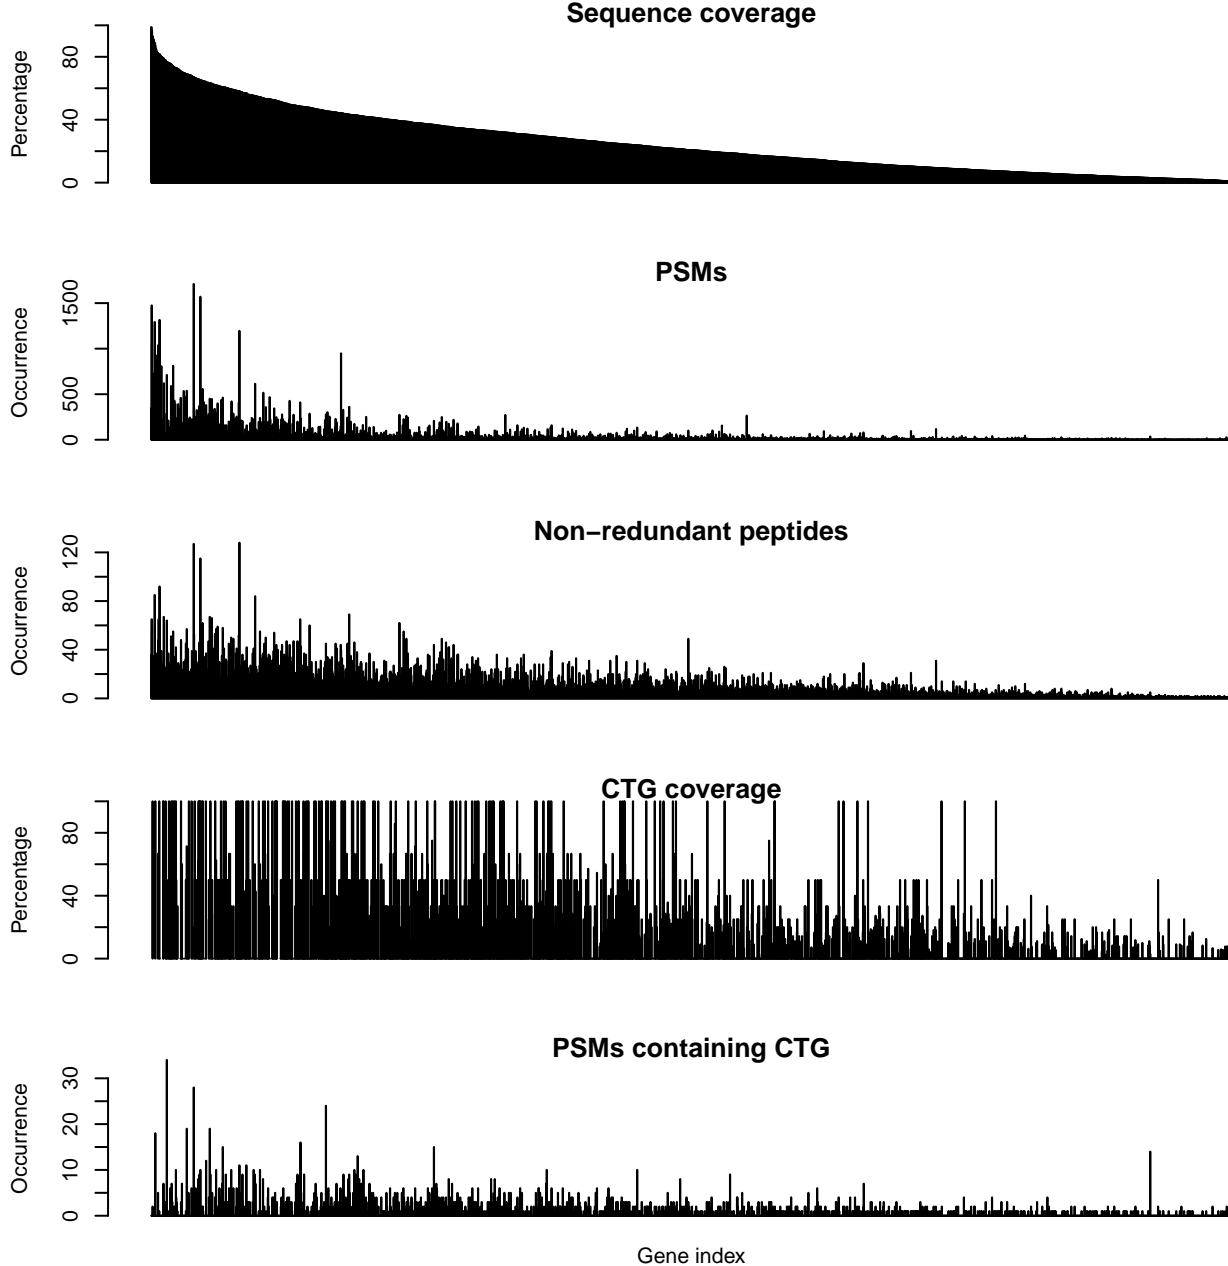 Sequence coverage
Percentage
80
40
0
PSMs
Occurrence
1500
500
0
Non−redundant peptides
Occurrence
120
80
40
0
CTG coverage
Percentage
80
40
0
PSMs containing CTG
Occurrence
30
20
10
0
Gene index